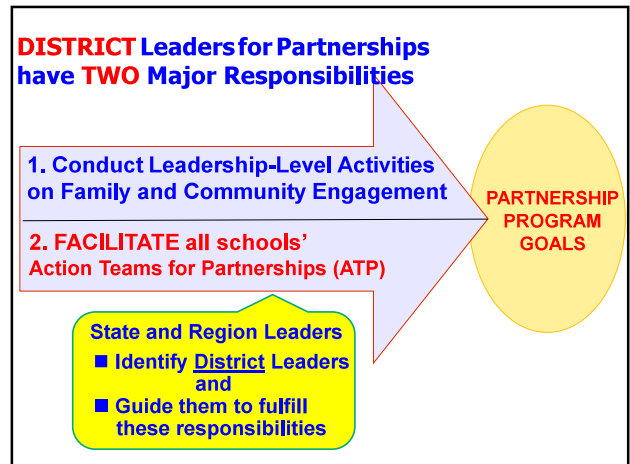 DISTRICT Leaders for Partnerships
have TWO Major Responsibilities
1. Conduct Leadership-Level Activities
on Family and Community Engagement
2. FACILITATE all schools’
Action Teams for Partnerships (ATP)
PARTNERSHIP
PROGRAM
GOALS
State and Region Leaders
■ Identify District Leaders
and
■ Guide them to fulfill
these responsibilities